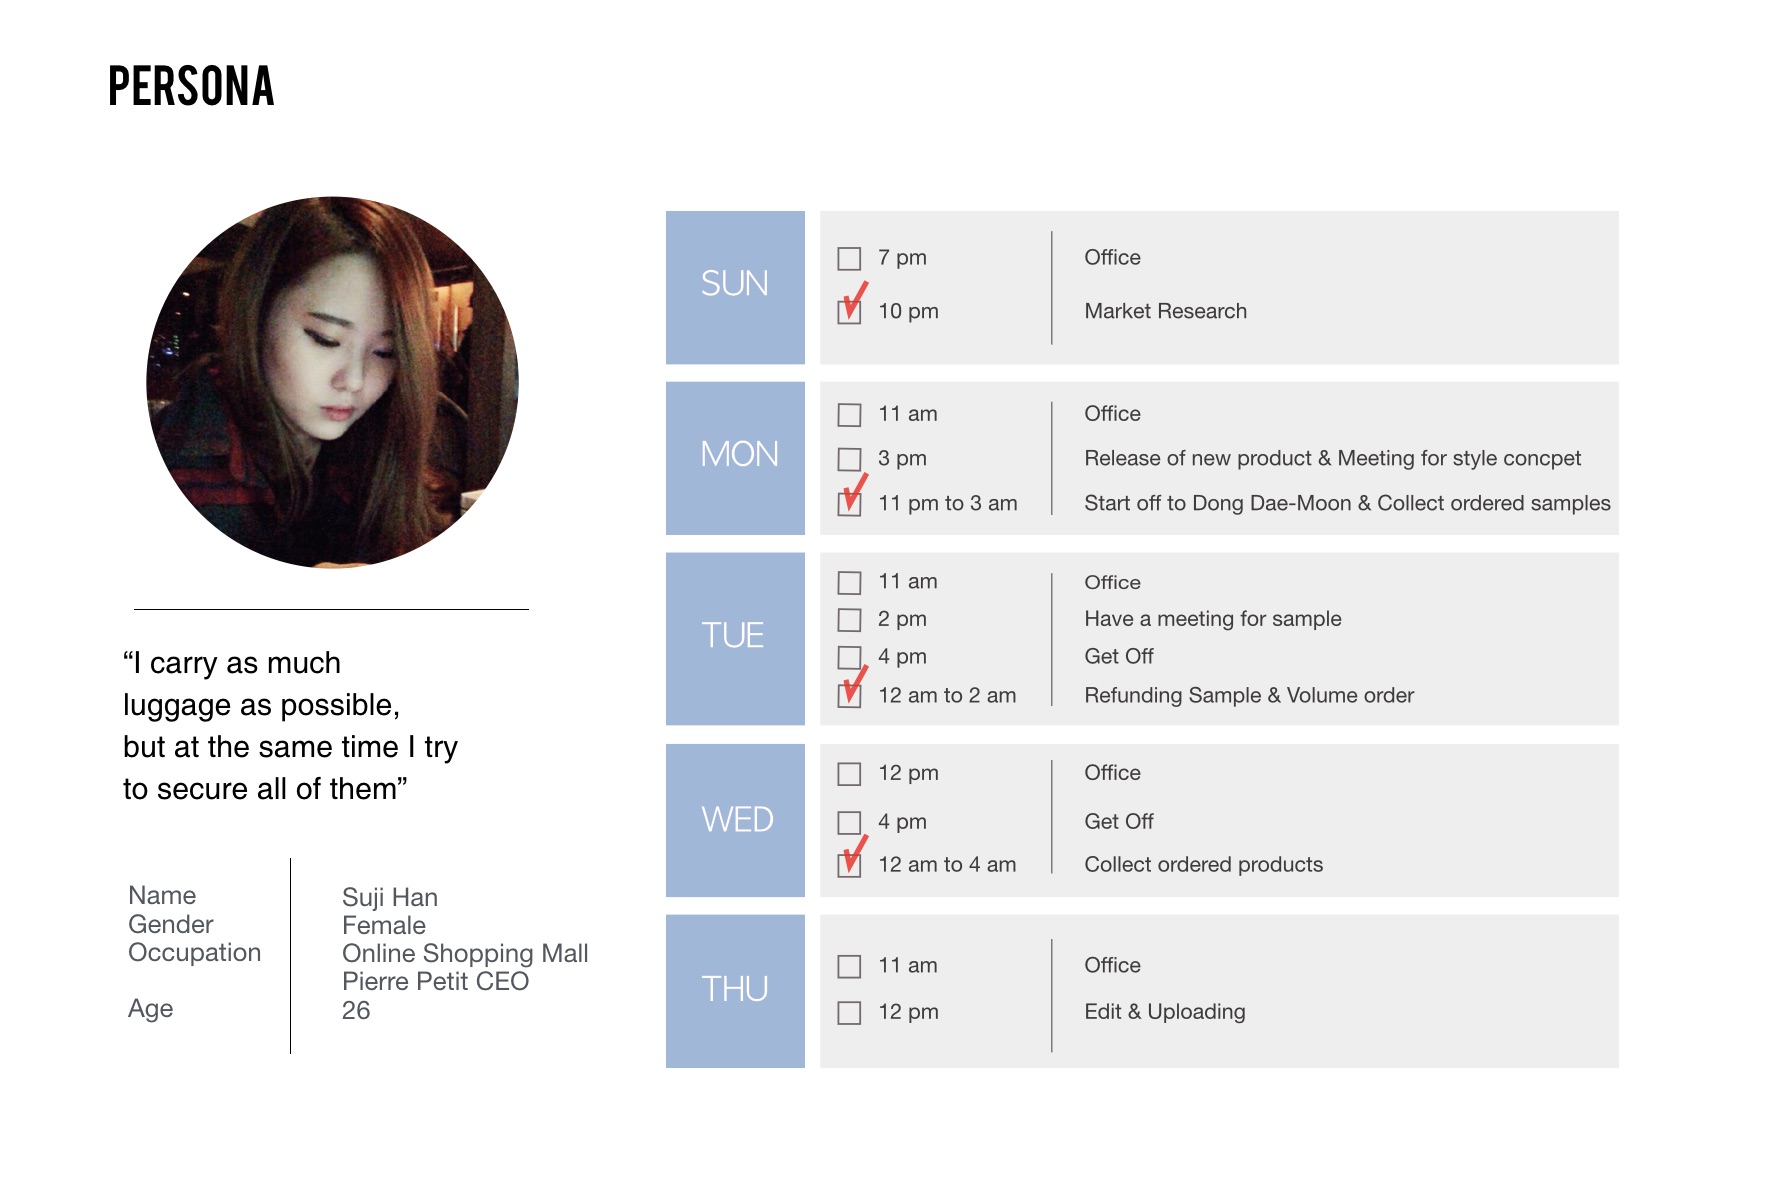 PERSONA
“I carry as much
luggage as possible,
but at the same time I try
to secure all of them”
Name Suji Han
Gender Female
Occupation Online Shopping Mall
Pierre Petit CEO
Age 26
SUN
7 pm Office
10 pm Market Research
MON
11 am Office
3 pm Release of new product & Meeting for style concpet
11 pm to 3 am Start off to Dong Dae-Moon & Collect ordered samples
TUE
11 am Office
2 pm Have a meeting for sample
4 pm Get Off
12 am to 2 am Refunding Sample & Volume order
WED
12 pm Office
4 pm Get Off
12 am to 4 am Collect ordered products
THU
11 am Office
12 pm Edit & Uploading